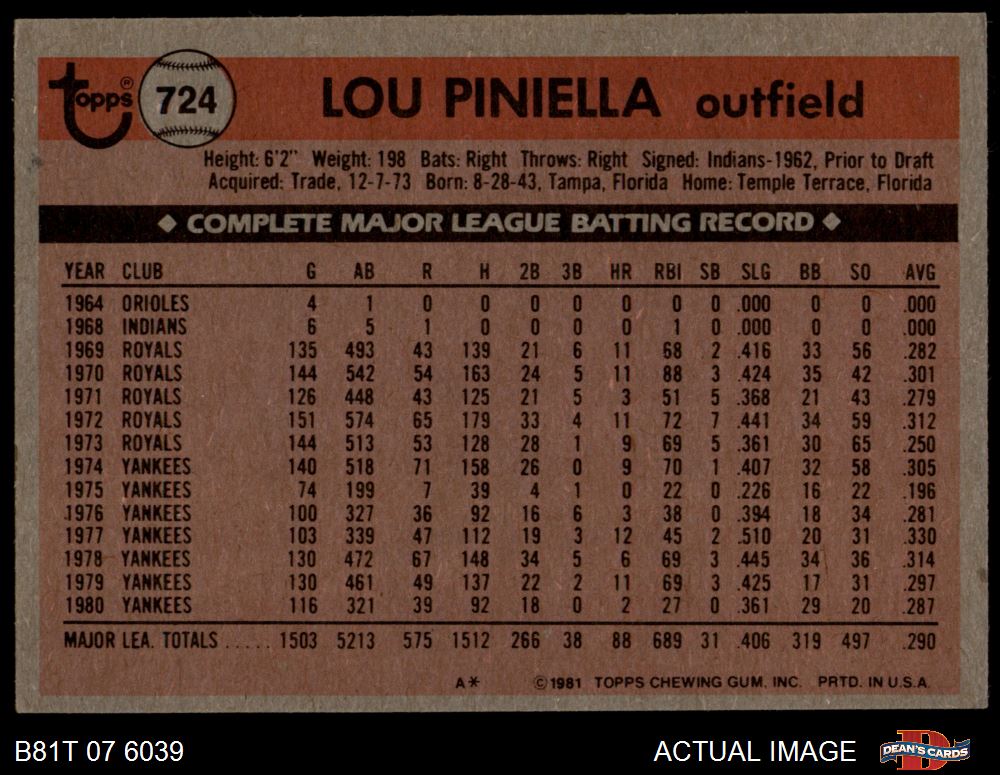 Topps ® 724 LOU PINIELLA outfield
Height: 6'2" Weight: 198 Bats: Right Throws: Right Signed: Indians-1962, Prior to Draft
Acquired: Trade, 12-7-73 Born: 8-28-43, Tampa, Florida Home: Temple Terrace, Florida
◆ COMPLETE MAJOR LEAGUE BATTING RECORD ◆
YEAR CLUB G AB R H 2B 3B HR RBI SB SLG BB SO AVG
1964 ORIOLES 4 1 0 0 0 0 0 0 0 .000 0 0 .000
1968 INDIANS 6 5 1 0 0 0 0 1 0 .000 0 0 .000
1969 ROYALS 135 493 43 139 21 6 11 68 2 .416 33 56 .282
1970 ROYALS 144 542 54 163 24 5 11 88 3 .424 35 42 .301
1971 ROYALS 126 448 43 125 21 5 3 51 5 .368 21 43 .279
1972 ROYALS 151 574 65 179 33 4 11 72 7 .441 34 59 .312
1973 ROYALS 144 513 53 128 28 1 9 69 5 .361 30 65 .250
1974 YANKEES 140 518 71 158 26 0 9 70 1 .407 32 58 .305
1975 YANKEES 74 199 7 39 4 1 0 22 0 .226 16 22 .196
1976 YANKEES 100 327 36 92 16 6 3 38 0 .394 18 34 .281
1977 YANKEES 103 339 47 112 19 3 12 45 2 .510 20 31 .330
1978 YANKEES 130 472 67 148 34 5 6 69 3 .445 34 36 .314
1979 YANKEES 130 461 49 137 22 2 11 69 3 .425 17 31 .297
1980 YANKEES 116 321 39 92 18 0 2 27 0 .361 29 20 .287
MAJOR LEA. TOTALS ..... 1503 5213 575 1512 266 38 88 689 31 .406 319 497 .290
A* ©1981 TOPPS CHEWING GUM, INC. PRTD. IN U.S.A.
B81T 07 6039 ACTUAL IMAGE DEAN'S CARDS